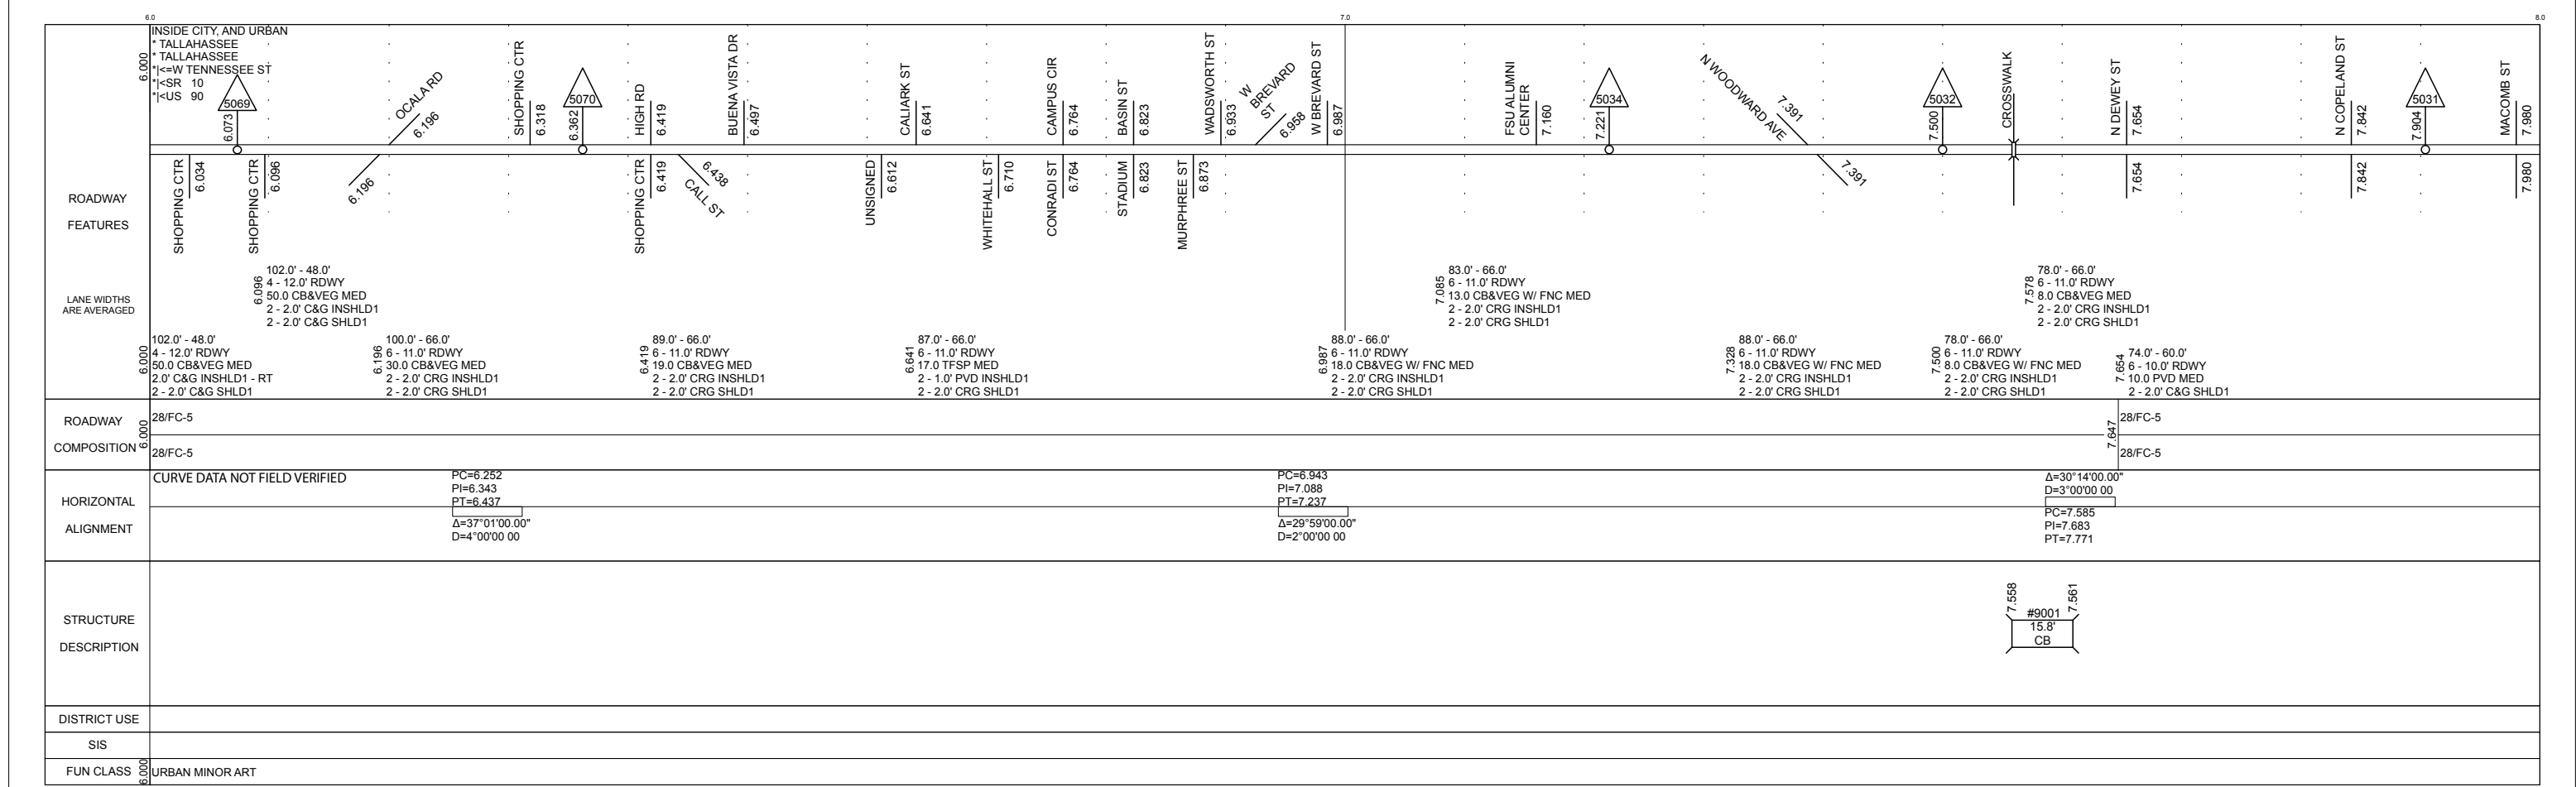 6.0
7.0
8.0
6.000
INSIDE CITY, AND URBAN
* TALLAHASSEE
* TALLAHASSEE
*|<=W TENNESSEE ST
*|<SR 10
*|<US 90
5069
6.073
OCALA RD
6.196
SHOPPING CTR
6.318
5070
6.362
HIGH RD
6.419
BUENA VISTA DR
6.497
CALIARK ST
6.641
CAMPUS CIR
6.764
BASIN ST
6.823
WADSWORTH ST
6.933
W
BREVARD
ST
6.958
W BREVARD ST
6.987
FSU ALUMNI
CENTER
7.160
5034
7.221
N WOODWARD AVE
7.391
5032
7.500
CROSSWALK
N DEWEY ST
7.654
N COPELAND ST
7.842
5031
7.904
MACOMB ST
7.980
ROADWAY
FEATURES
SHOPPING CTR
6.034
SHOPPING CTR
6.096
6.196
SHOPPING CTR
6.419
6.438
CALL ST
UNSIGNED
6.612
WHITEHALL ST
6.710
CONRADI ST
6.764
STADIUM
6.823
MURPHREE ST
6.873
7.391
7.654
7.842
7.980
LANE WIDTHS
ARE AVERAGED
6.096
102.0' - 48.0'
4 - 12.0' RDWY
50.0 CB&VEG MED
2 - 2.0' C&G INSHLD1
2 - 2.0' C&G SHLD1
7.085
83.0' - 66.0'
6 - 11.0' RDWY
13.0 CB&VEG W/ FNC MED
2 - 2.0' CRG INSHLD1
2 - 2.0' CRG SHLD1
7.578
78.0' - 66.0'
6 - 11.0' RDWY
8.0 CB&VEG MED
2 - 2.0' CRG INSHLD1
2 - 2.0' CRG SHLD1
6.000
102.0' - 48.0'
4 - 12.0' RDWY
50.0 CB&VEG MED
2.0' C&G INSHLD1 - RT
2 - 2.0' C&G SHLD1
6.196
100.0' - 66.0'
6 - 11.0' RDWY
30.0 CB&VEG MED
2 - 2.0' CRG INSHLD1
2 - 2.0' CRG SHLD1
6.419
89.0' - 66.0'
6 - 11.0' RDWY
19.0 CB&VEG MED
2 - 2.0' CRG INSHLD1
2 - 2.0' CRG SHLD1
6.641
87.0' - 66.0'
6 - 11.0' RDWY
17.0 TFSP MED
2 - 1.0' PVD INSHLD1
2 - 2.0' CRG SHLD1
6.987
88.0' - 66.0'
6 - 11.0' RDWY
18.0 CB&VEG W/ FNC MED
2 - 2.0' CRG INSHLD1
2 - 2.0' CRG SHLD1
7.328
88.0' - 66.0'
6 - 11.0' RDWY
18.0 CB&VEG W/ FNC MED
2 - 2.0' CRG INSHLD1
2 - 2.0' CRG SHLD1
7.500
78.0' - 66.0'
6 - 11.0' RDWY
8.0 CB&VEG W/ FNC MED
2 - 2.0' CRG INSHLD1
2 - 2.0' CRG SHLD1
7.654
74.0' - 60.0'
6 - 10.0' RDWY
10.0 PVD MED
2 - 2.0' C&G SHLD1
ROADWAY
COMPOSITION
6.000
28/FC-5
28/FC-5
7.647
28/FC-5
28/FC-5
HORIZONTAL
ALIGNMENT
CURVE DATA NOT FIELD VERIFIED
PC=6.252
PI=6.343
PT=6.437
Δ=37°01'00.00"
D=4°00'00 00
PC=6.943
PI=7.088
PT=7.237
Δ=29°59'00.00"
D=2°00'00 00
Δ=30°14'00.00"
D=3°00'00 00
PC=7.585
PI=7.683
PT=7.771
STRUCTURE
DESCRIPTION
7.558
7.561
#9001
15.8'
CB
DISTRICT USE
SIS
FUN CLASS
6.000
URBAN MINOR ART